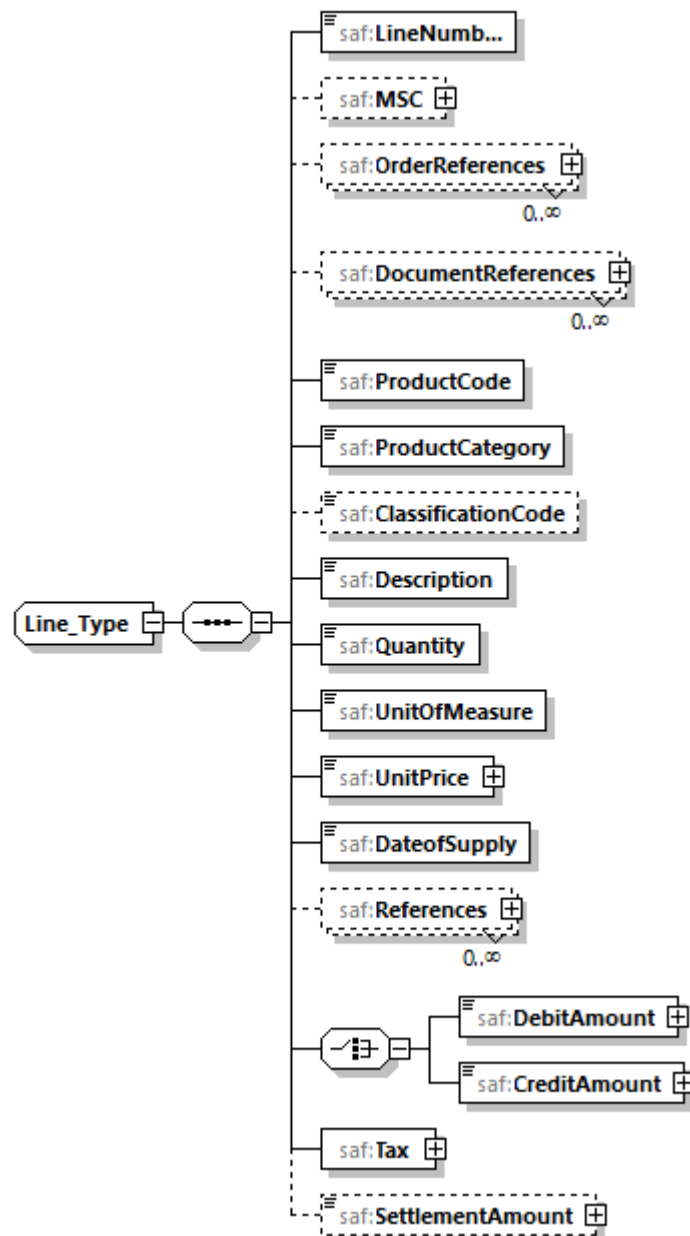 saf:LineNumb...
saf:MSC
saf:OrderReferences
0..∞
saf:DocumentReferences
0..∞
saf:ProductCode
saf:ProductCategory
saf:ClassificationCode
saf:Description
Line_Type
saf:Quantity
saf:UnitOfMeasure
saf:UnitPrice
saf:DateofSupply
saf:References
0..∞
saf:DebitAmount
saf:CreditAmount
saf:Tax
saf:SettlementAmount